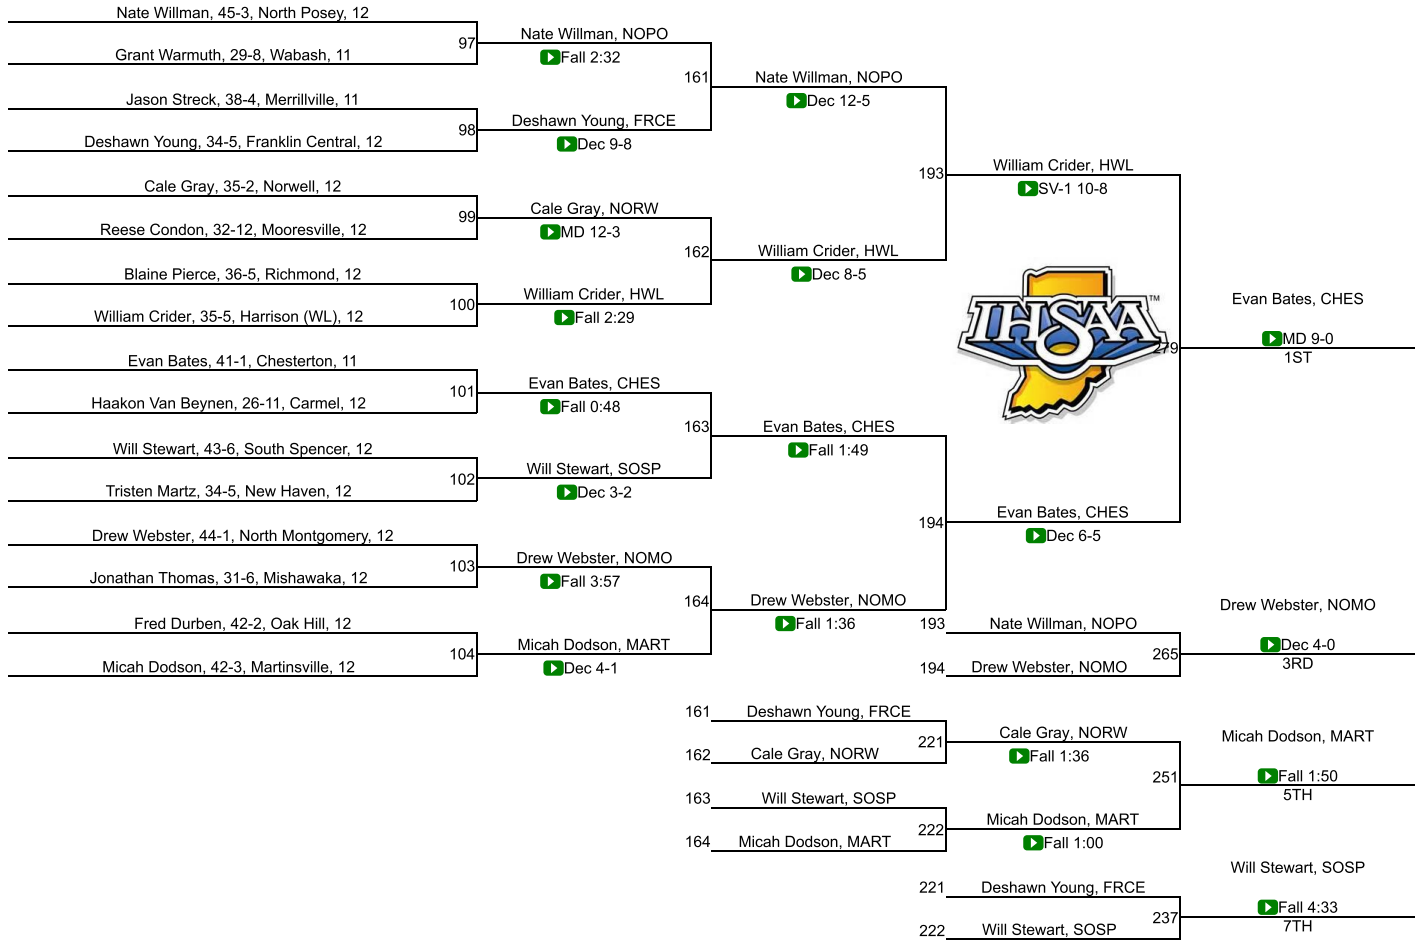 Nate Willman, 45-3, North Posey, 12
Grant Warmuth, 29-8, Wabash, 11
Jason Streck, 38-4, Merrillville, 11
Deshawn Young, 34-5, Franklin Central, 12
Cale Gray, 35-2, Norwell, 12
Reese Condon, 32-12, Mooresville, 12
Blaine Pierce, 36-5, Richmond, 12
William Crider, 35-5, Harrison (WL), 12
Evan Bates, 41-1, Chesterton, 11
Haakon Van Beynen, 26-11, Carmel, 12
Will Stewart, 43-6, South Spencer, 12
Tristen Martz, 34-5, New Haven, 12
Drew Webster, 44-1, North Montgomery, 12
Jonathan Thomas, 31-6, Mishawaka, 12
Fred Durben, 42-2, Oak Hill, 12
Micah Dodson, 42-3, Martinsville, 12
97
Nate Willman, NOPO
Fall 2:32
98
Deshawn Young, FRCE
Dec 9-8
99
Cale Gray, NORW
MD 12-3
100
William Crider, HWL
Fall 2:29
101
Evan Bates, CHES
Fall 0:48
102
Will Stewart, SOSP
Dec 3-2
103
Drew Webster, NOMO
Fall 3:57
104
Micah Dodson, MART
Dec 4-1
161
Nate Willman, NOPO
Dec 12-5
162
William Crider, HWL
Dec 8-5
163
Evan Bates, CHES
Fall 1:49
164
Drew Webster, NOMO
Fall 1:36
193
William Crider, HWL
SV-1 10-8
194
Evan Bates, CHES
Dec 6-5
IHSAA
TM
279
Evan Bates, CHES
MD 9-0
1ST
193
Nate Willman, NOPO
194
Drew Webster, NOMO
265
Drew Webster, NOMO
Dec 4-0
3RD
161
Deshawn Young, FRCE
162
Cale Gray, NORW
163
Will Stewart, SOSP
164
Micah Dodson, MART
221
Cale Gray, NORW
Fall 1:36
222
Micah Dodson, MART
Fall 1:00
251
Micah Dodson, MART
Fall 1:50
5TH
221
Deshawn Young, FRCE
222
Will Stewart, SOSP
237
Will Stewart, SOSP
Fall 4:33
7TH